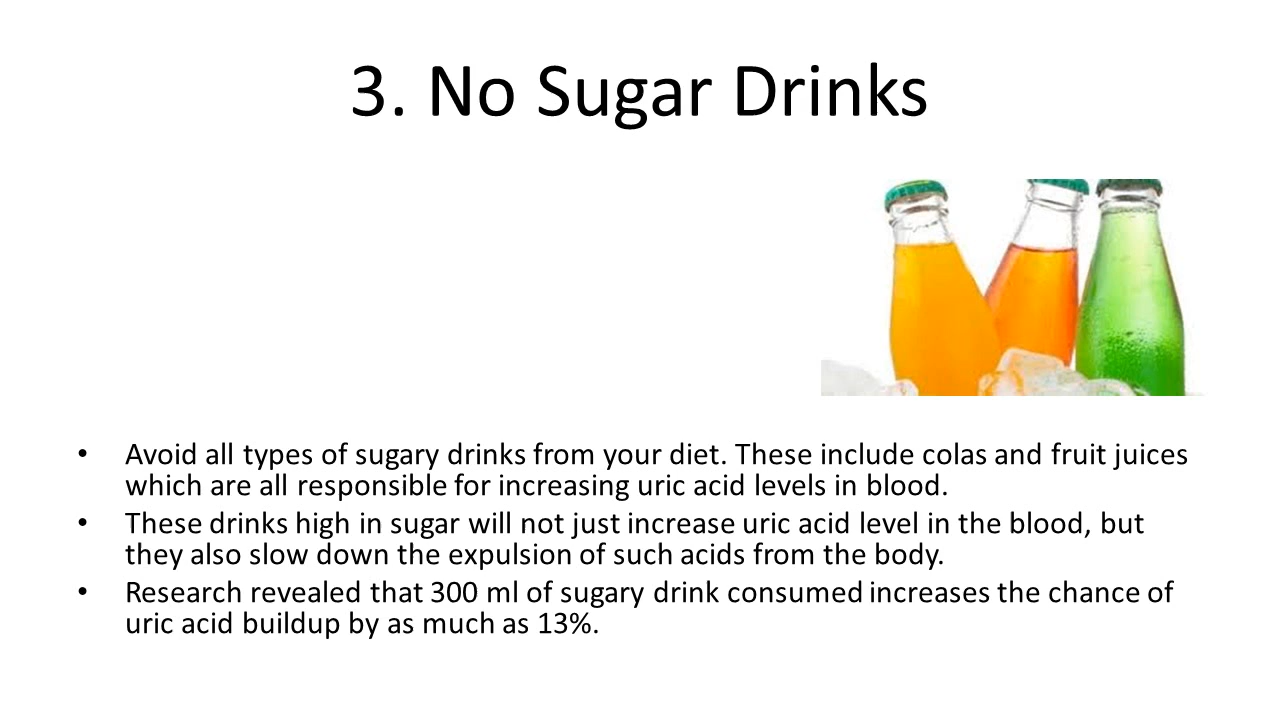 3. No Sugar Drinks
• Avoid all types of sugary drinks from your diet. These include colas and fruit juices
which are all responsible for increasing uric acid levels in blood.
• These drinks high in sugar will not just increase uric acid level in the blood, but
they also slow down the expulsion of such acids from the body.
• Research revealed that 300 ml of sugary drink consumed increases the chance of
uric acid buildup by as much as 13%.